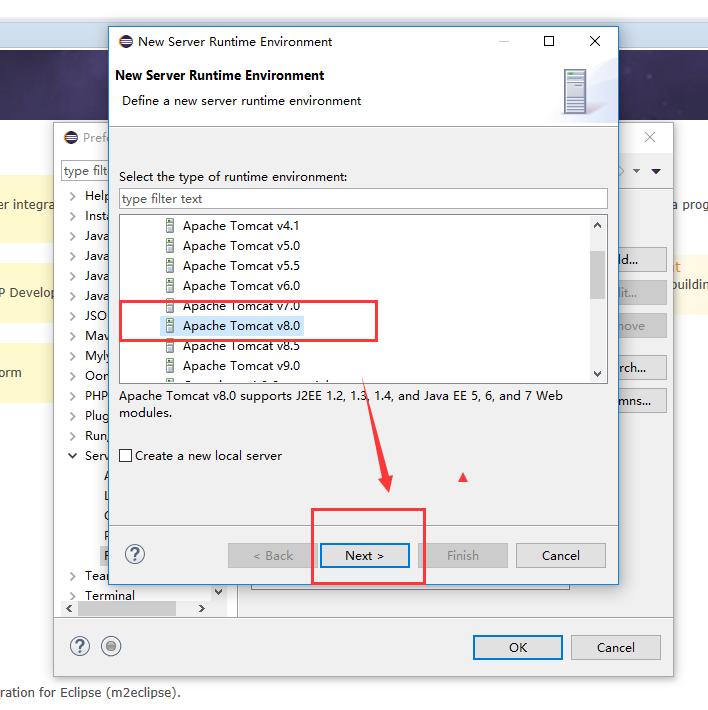 New Server Runtime Environment
New Server Runtime Environment
Define a new server runtime environment
Select the type of runtime environment:
type filter text
Apache Tomcat v4.1
Apache Tomcat v5.0
Apache Tomcat v5.5
Apache Tomcat v6.0
Apache Tomcat v7.0
Apache Tomcat v8.0
Apache Tomcat v8.5
Apache Tomcat v9.0
Apache Tomcat v8.0 supports J2EE 1.2, 1.3, 1.4, and Java EE 5, 6, and 7 Web
modules.
Create a new local server
< Back
Next >
Finish
Cancel
Prefe
type filt
Help
Insta
Java
Java
Java
Java
JSO
Mav
Myly
Oom
PHP
Plug
Run/
Serv
Team
Terminal
dd...
dit...
move
rch...
mns...
OK
Cancel
er integra
P Develop
orm
a prog
t
building
ration for Eclipse (m2eclipse).